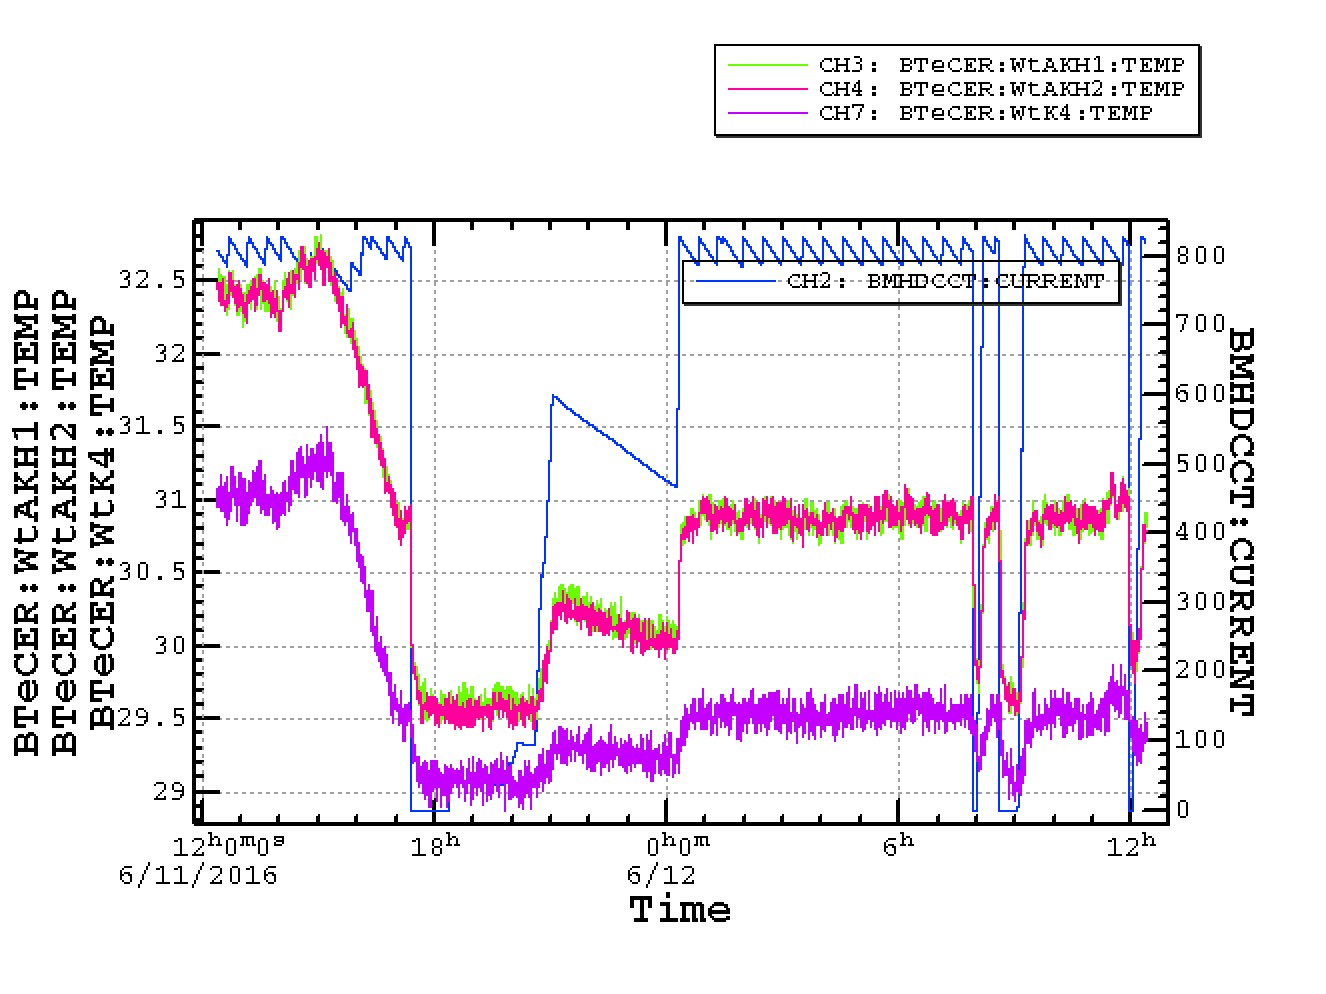 CH3: BTeCER:WtAKH1:TEMP
CH4: BTeCER:WtAKH2:TEMP
CH7: BTeCER:WtK4:TEMP
CH2: BMHDCCT:CURRENT
BTeCER:WtAKH1:TEMP
BTeCER:WtAKH2:TEMP
BTeCER:WtK4:TEMP
32.5
32
31.5
31
30.5
30
29.5
29
800
700
600
500
400
300
200
100
0
BMHDCCT:CURRENT
12h0m0s 18h 0h0m 6h 12h
6/11/2016 6/12
Time